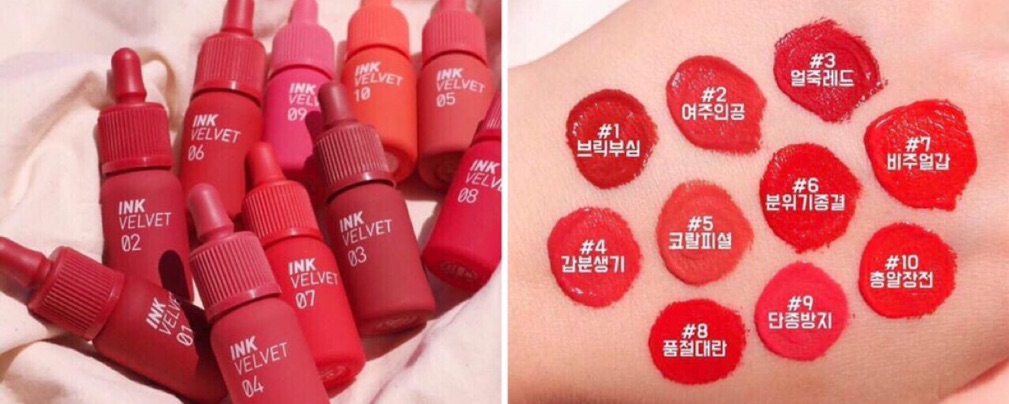 INK
VELVET
06
INK
VELV
09
INK
VELVET
10
INK
VELVET
05
INK
VELVET
02
INK
VELVET
03
INK
VELV
08
INK
VELVET
01
INK
VELVET
07
INK
VELVET
04
#1
브릭부심
#2
여주인공
#3
얼죽레드
#4
갑분생기
#5
코랄피셜
#6
분위기종결
#7
비주얼갑
#8
품절대란
#9
단종방지
#10
총알장전